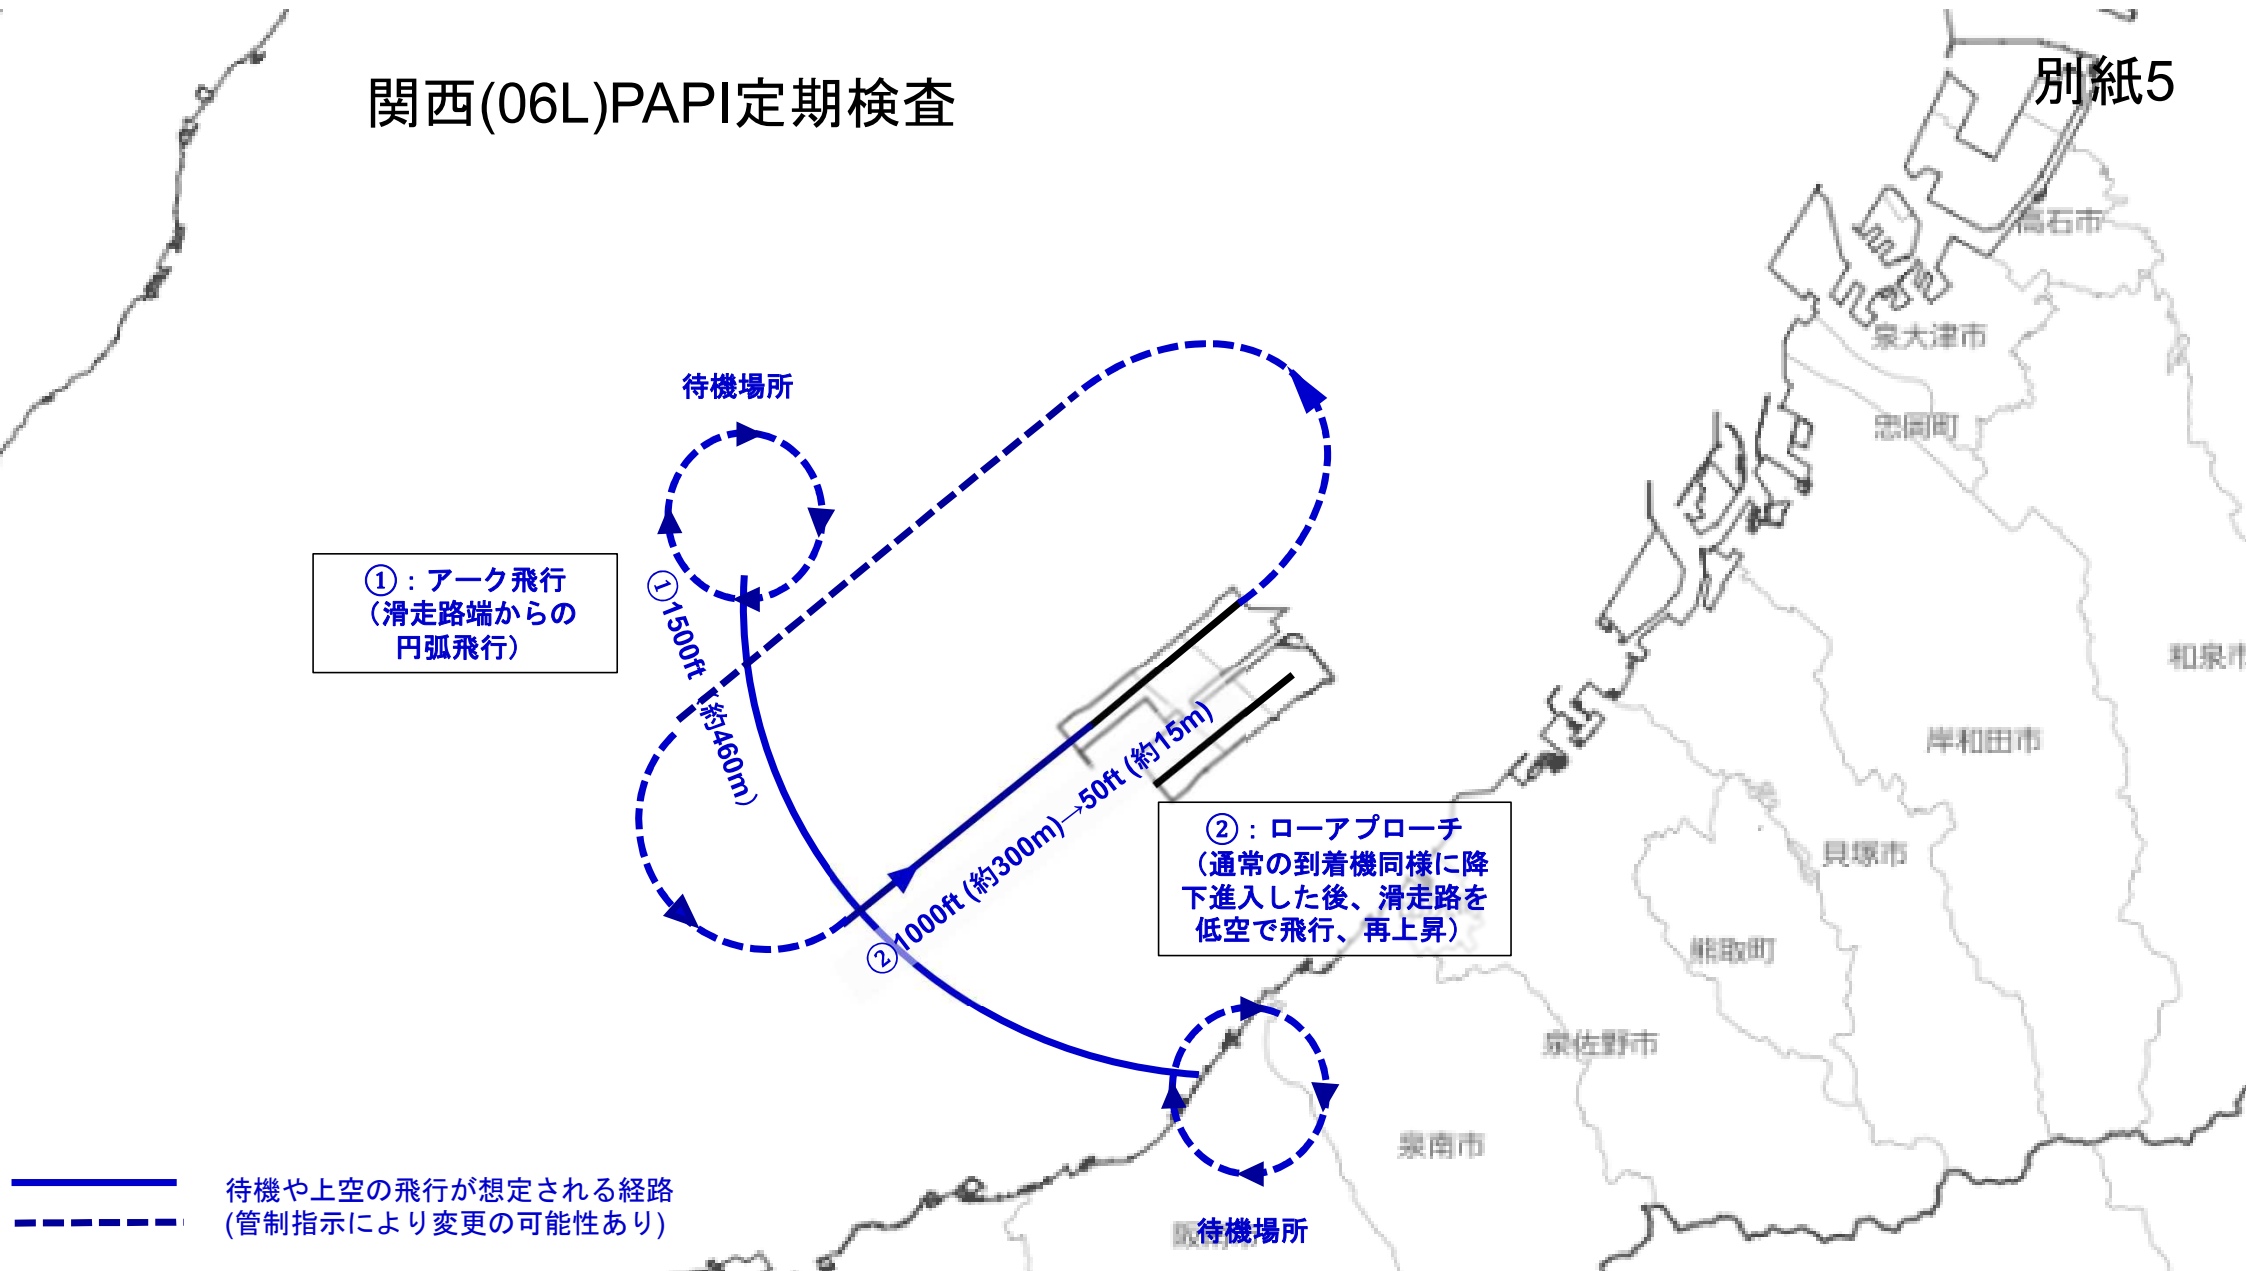 関西(06L)PAPI定期検査
別紙5
高石市
泉大津市
忠岡町
待機場所
①：アーク飛行
（滑走路端からの
円弧飛行）
①1500ft（約460m）
和泉市
岸和田市
②1000ft (約300m)→50ft (約15m)
②：ローアプローチ
（通常の到着機同様に降
下進入した後、滑走路を
低空で飛行、再上昇）
貝塚市
熊取町
泉佐野市
泉南市
待機場所
待機や上空の飛行が想定される経路
(管制指示により変更の可能性あり)